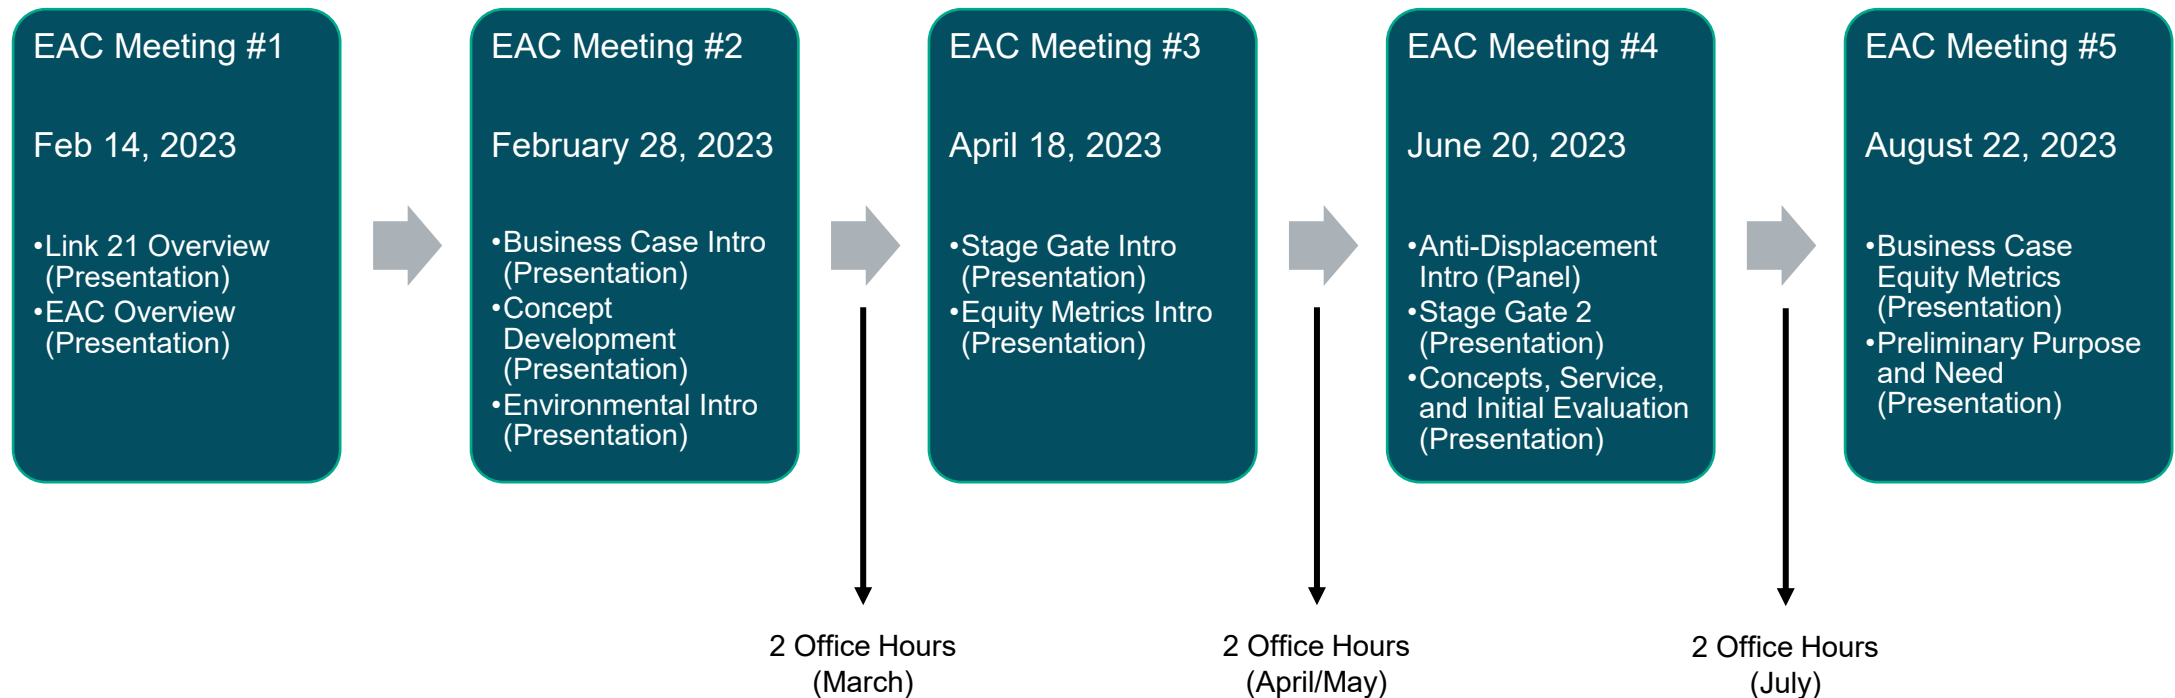 EAC Meeting #1
Feb 14, 2023
•Link 21 Overview
(Presentation)
•EAC Overview
(Presentation)
EAC Meeting #2
February 28, 2023
•Business Case Intro
(Presentation)
•Concept
Development
(Presentation)
•Environmental Intro
(Presentation)
EAC Meeting #3
April 18, 2023
•Stage Gate Intro
(Presentation)
•Equity Metrics Intro
(Presentation)
EAC Meeting #4
June 20, 2023
•Anti-Displacement
Intro (Panel)
•Stage Gate 2
(Presentation)
•Concepts, Service,
and Initial Evaluation
(Presentation)
EAC Meeting #5
August 22, 2023
•Business Case
Equity Metrics
(Presentation)
•Preliminary Purpose
and Need
(Presentation)
2 Office Hours
(March)
2 Office Hours
(April/May)
2 Office Hours
(July)